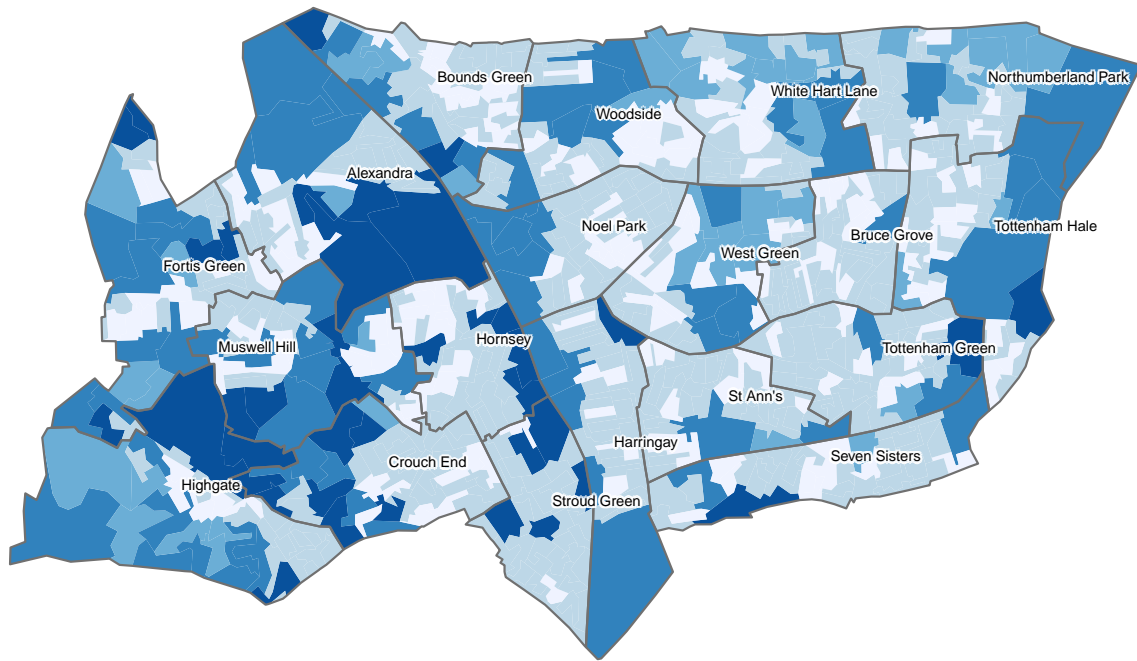 Bounds Green
Northumberland Park
White Hart Lane
Woodside
Alexandra
Noel Park
Tottenham Hale
Bruce Grove
West Green
Fortis Green
Hornsey
Muswell Hill
Tottenham Green
St Ann's
Harringay
Seven Sisters
Crouch End
Highgate
Stroud Green